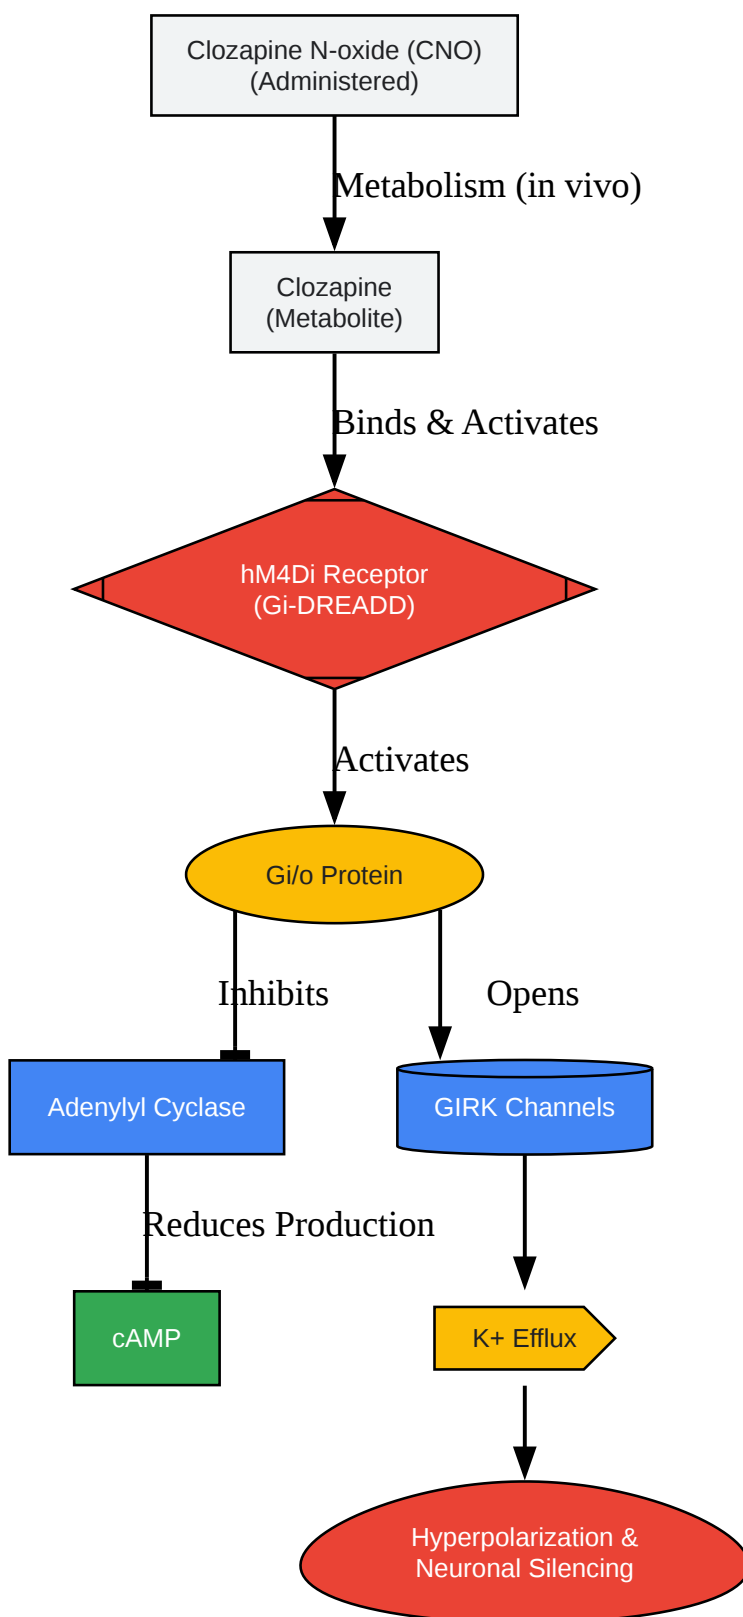 Clozapine N-oxide (CNO)
(Administered)
Metabolism (in vivo)
Clozapine
(Metabolite)
Binds & Activates
hM4Di Receptor
(Gi-DREADD)
Activates
Gi/o Protein
Inhibits
Opens
Adenylyl Cyclase
GIRK Channels
Reduces Production
cAMP
K+ Efflux
Hyperpolarization &
Neuronal Silencing